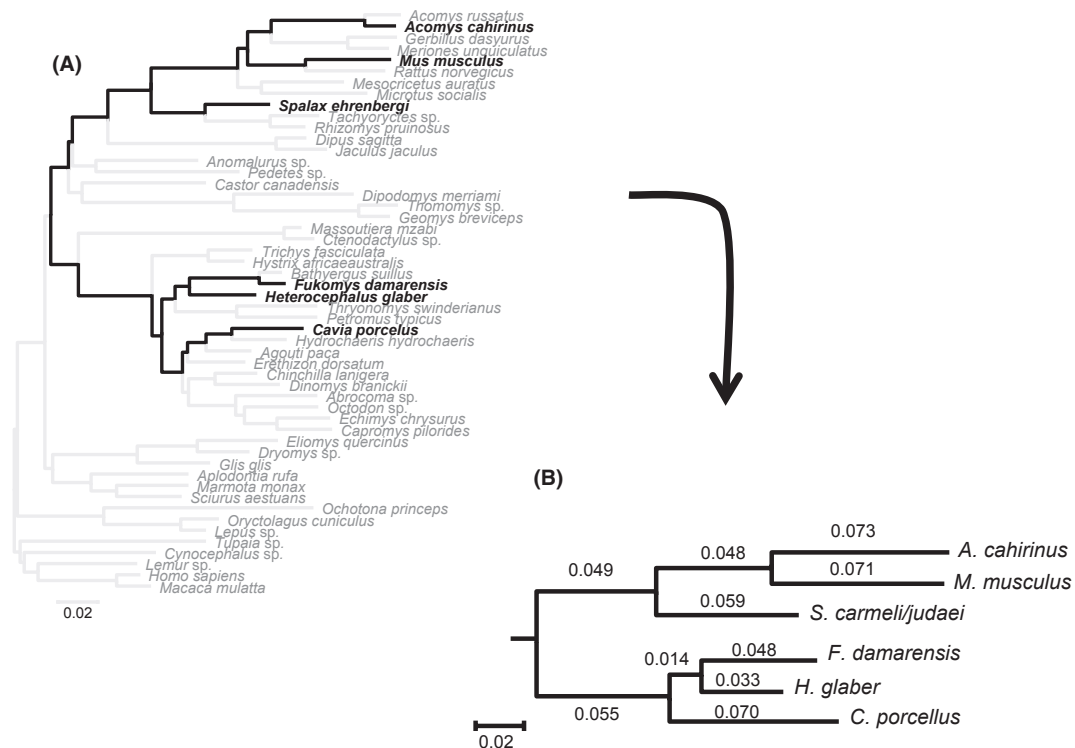 Acomys russatus
Acomys cahirinus
Gerbillus dasyurus
Meriones unguiculatus
(A)
Mus musculus
Rattus norvegicus
Mesocricetus auratus
Microtus socialis
Spalax ehrenbergi
Tachyoryctes sp.
Rhizomys pruinosus
Dipus sagitta
Jaculus jaculus
Anomalurus sp.
Pedetes sp.
Castor canadensis
Dipodomys merriami
Thomomys sp.
Geomys breviceps
Massoutiera mzabi
Ctenodactylus sp.
Trichys fasciculata
Hystrix africaeaustralis
Bathyergus suillus
Fukomys damarensis
Heterocephalus glaber
Thryonomys swinderianus
Petromus typicus
Cavia porcelus
Hydrochaeris hydrochaeris
Agouti paca
Erethizon dorsatum
Chinchilla lanigera
Dinomys branickii
Abrocoma sp.
Octodon sp.
Echimys chrysurus
Capromys pilorides
Eliomys quercinus
Dryomys sp.
Glis glis
Aplodontia rufa
Marmota monax
Sciurus aestuans
Ochotona princeps
Oryctolagus cuniculus
Lepus sp.
Tupaia sp.
Cynocephalus sp.
Lemur sp.
Homo sapiens
Macaca mulatta
0.02
(B)
0.073
A. cahirinus
0.048
0.049
0.071
M. musculus
0.059
S. carmeli/judaei
0.048
F. damarensis
0.014
0.033
H. glaber
0.055
0.070
C. porcellus
0.02